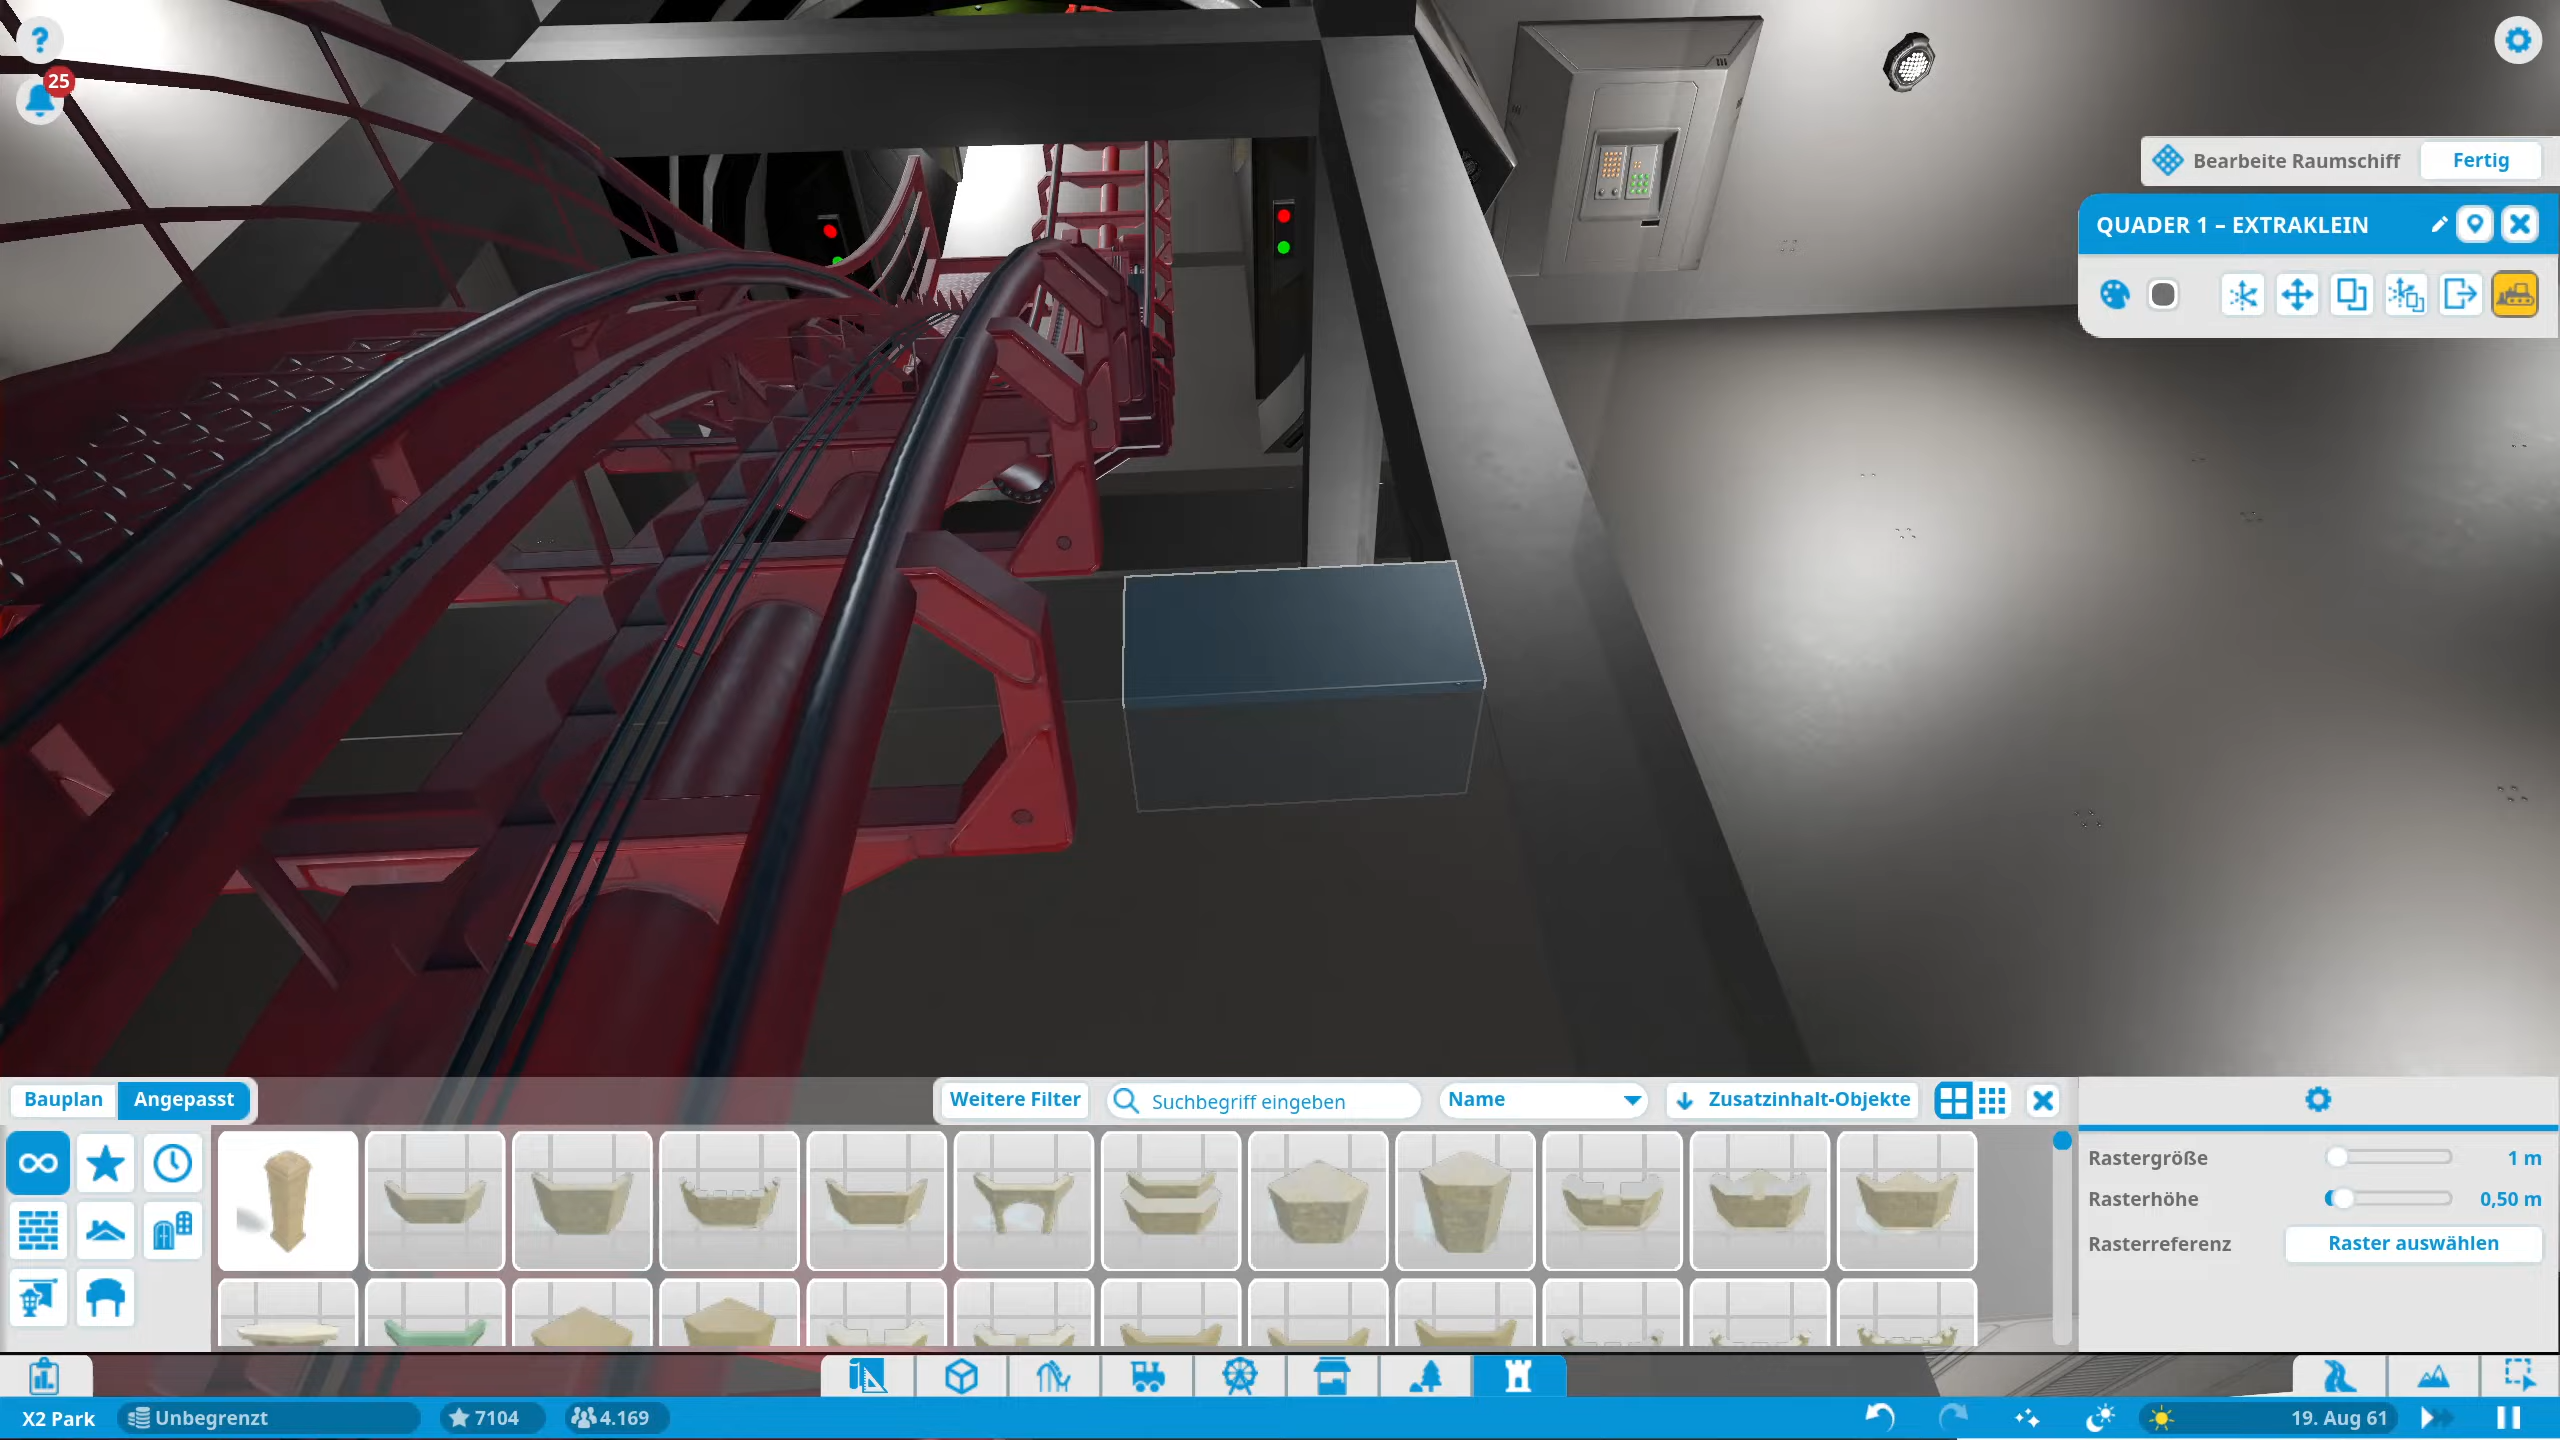 ?
25
Bearbeite Raumschiff Fertig
QUADER 1 – EXTRAKLEIN
Bauplan Angepasst
Weitere Filter
Suchbegriff eingeben
Name
Zusatzinhalt-Objekte
Rastergröße 1 m
Rasterhöhe 0,50 m
Rasterreferenz Raster auswählen
X2 Park Unbegrenzt 7104 4.169 19. Aug 61